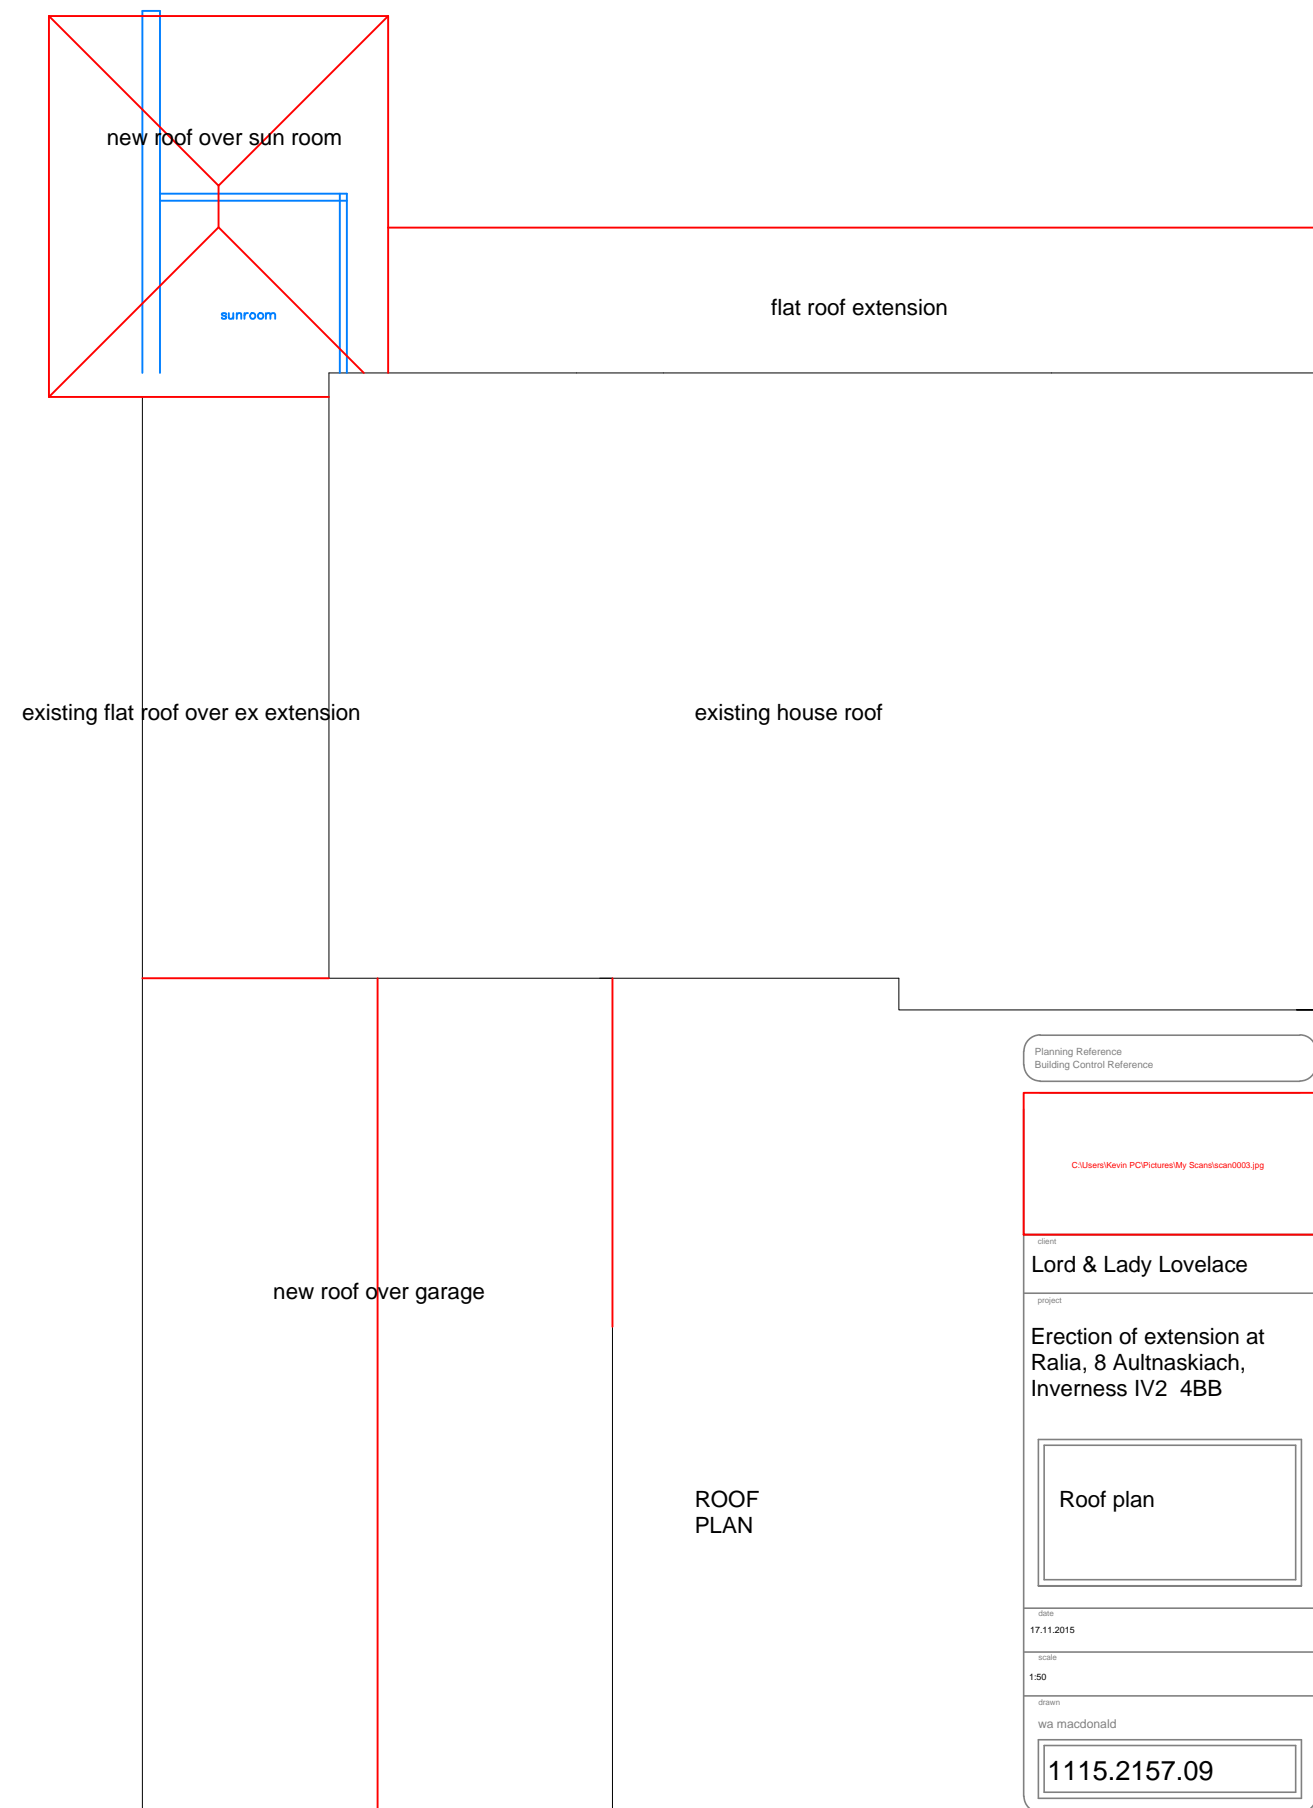 new roof over sun room
sunroom
flat roof extension
existing flat roof over ex extension
existing house roof
new roof over garage
ROOF
PLAN
Planning Reference
Building Control Reference
C:\Users\Kevin PC\Pictures\My Scans\scan0003.jpg
client
Lord & Lady Lovelace
project
Erection of extension at
Ralia, 8 Aultnaskiach,
Inverness IV2  4BB
Roof plan
date
17.11.2015
scale
1:50
drawn
wa macdonald
1115.2157.09